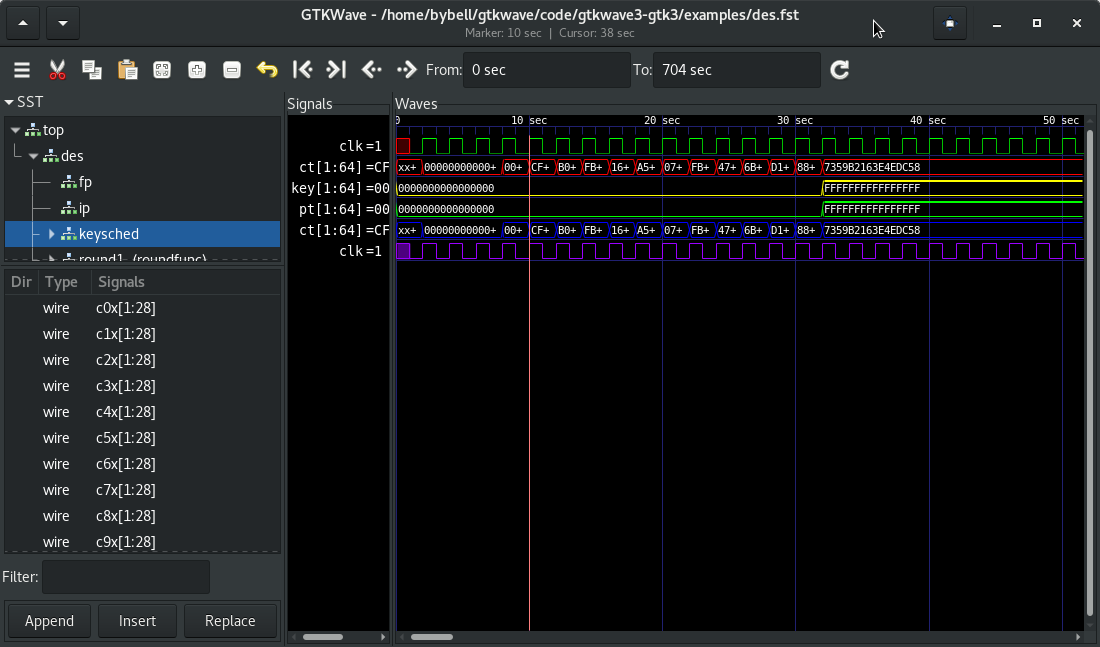 GTKWave - /home/bybell/gtkwave/code/gtkwave3-gtk3/examples/des.fst
Marker: 10 sec | Cursor: 38 sec
From: 0 sec To: 704 sec
SST
top
des
fp
ip
keysched
round1 (roundfunc)
Dir Type Signals
wire c0x[1:28]
wire c1x[1:28]
wire c2x[1:28]
wire c3x[1:28]
wire c4x[1:28]
wire c5x[1:28]
wire c6x[1:28]
wire c7x[1:28]
wire c8x[1:28]
wire c9x[1:28]
Filter:
Append Insert Replace
Signals
clk =1
ct[1:64] =CF
key[1:64] =00
pt[1:64] =00
ct[1:64] =CF
clk =1
Waves
0 10 sec 20 sec 30 sec 40 sec 50 sec
xx+ 00000000000+ 00+ CF+ B0+ FB+ 16+ A5+ 07+ FB+ 47+ 6B+ D1+ 88+ 7359B2163E4EDC58
0000000000000000 FFFFFFFFFFFFFFFF
0000000000000000 FFFFFFFFFFFFFFFF
xx+ 00000000000+ 00+ CF+ B0+ FB+ 16+ A5+ 07+ FB+ 47+ 6B+ D1+ 88+ 7359B2163E4EDC58